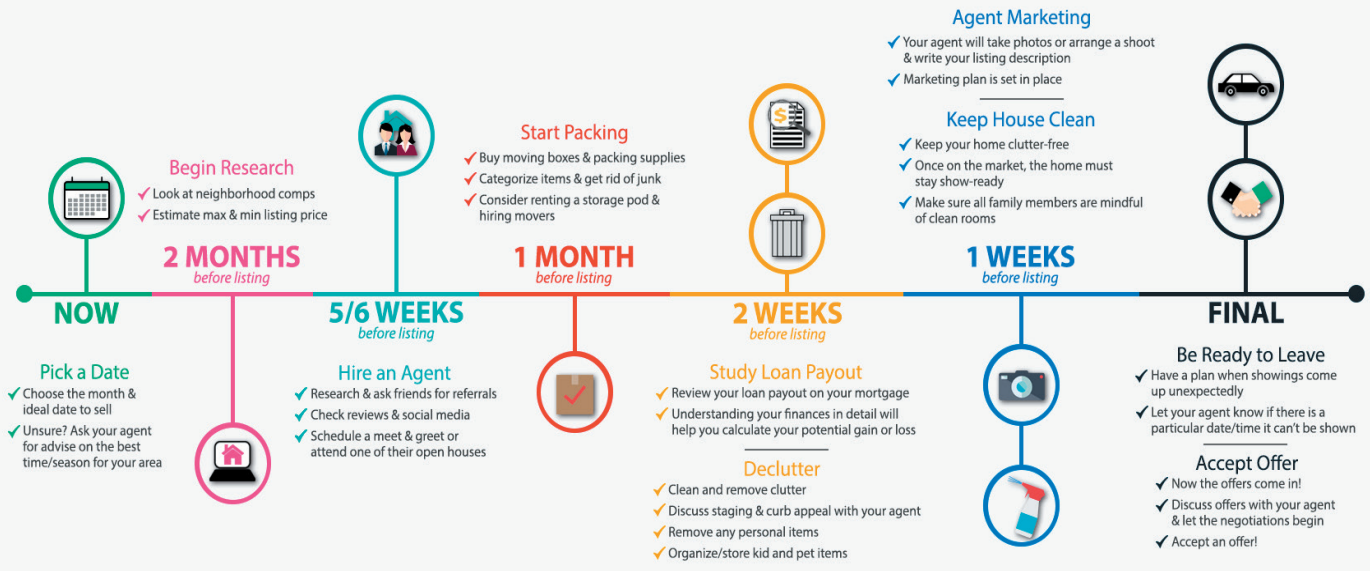 NOW
Pick a Date
✓ Choose the month &
ideal date to sell
✓ Unsure? Ask your agent
for advise on the best
time/season for your area
Begin Research
✓ Look at neighborhood comps
✓ Estimate max & min listing price
2 MONTHS
before listing
5/6 WEEKS
before listing
Hire an Agent
✓ Research & ask friends for referrals
✓ Check reviews & social media
✓ Schedule a meet & greet or
attend one of their open houses
Start Packing
✓ Buy moving boxes & packing supplies
✓ Categorize items & get rid of junk
✓ Consider renting a storage pod &
hiring movers
1 MONTH
before listing
$
2 WEEKS
before listing
Study Loan Payout
✓ Review your loan payout on your mortgage
✓ Understanding your finances in detail will
help you calculate your potential gain or loss
Declutter
✓ Clean and remove clutter
✓ Discuss staging & curb appeal with your agent
✓ Remove any personal items
✓ Organize/store kid and pet items
Agent Marketing
✓ Your agent will take photos or arrange a shoot
& write your listing description
✓ Marketing plan is set in place
Keep House Clean
✓ Keep your home clutter-free
✓ Once on the market, the home must
stay show-ready
✓ Make sure all family members are mindful
of clean rooms
1 WEEKS
before listing
FINAL
Be Ready to Leave
✓ Have a plan when showings come
up unexpectedly
✓ Let your agent know if there is a
particular date/time it can't be shown
Accept Offer
✓ Now the offers come in!
✓ Discuss offers with your agent
& let the negotiations begin
✓ Accept an offer!